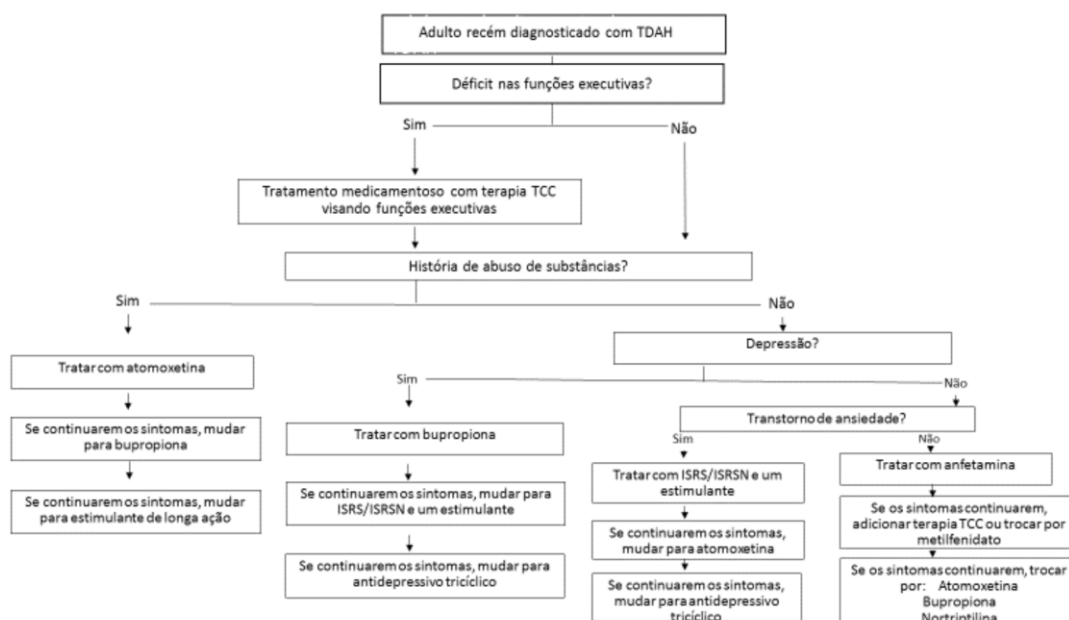 Adulto recém diagnosticado com TDAH
Déficit nas funções executivas?
Sim
Não
Tratamento medicamentoso com terapia TCC
visando funções executivas
História de abuso de substâncias?
Sim
Não
Tratar com atomoxetina
Se continuarem os sintomas, mudar
para bupropiona
Se continuarem os sintomas, mudar
para estimulante de longa ação
Depressão?
Sim
Não
Tratar com bupropiona
Se continuarem os sintomas, mudar para
ISRS/ISRSN e um estimulante
Se continuarem os sintomas, mudar para
antidepressivo tricíclico
Transtorno de ansiedade?
Sim
Não
Tratar com ISRS/ISRSN e um
estimulante
Se continuarem os sintomas,
mudar para atomoxetina
Se continuarem os sintomas,
mudar para antidepressivo
tricíclico
Tratar com anfetamina
Se os sintomas continuarem,
adicionar terapia TCC ou trocar por
metilfenidato
Se os sintomas continuarem, trocar
por: Atomoxetina
Bupropiona
Nortriptilina